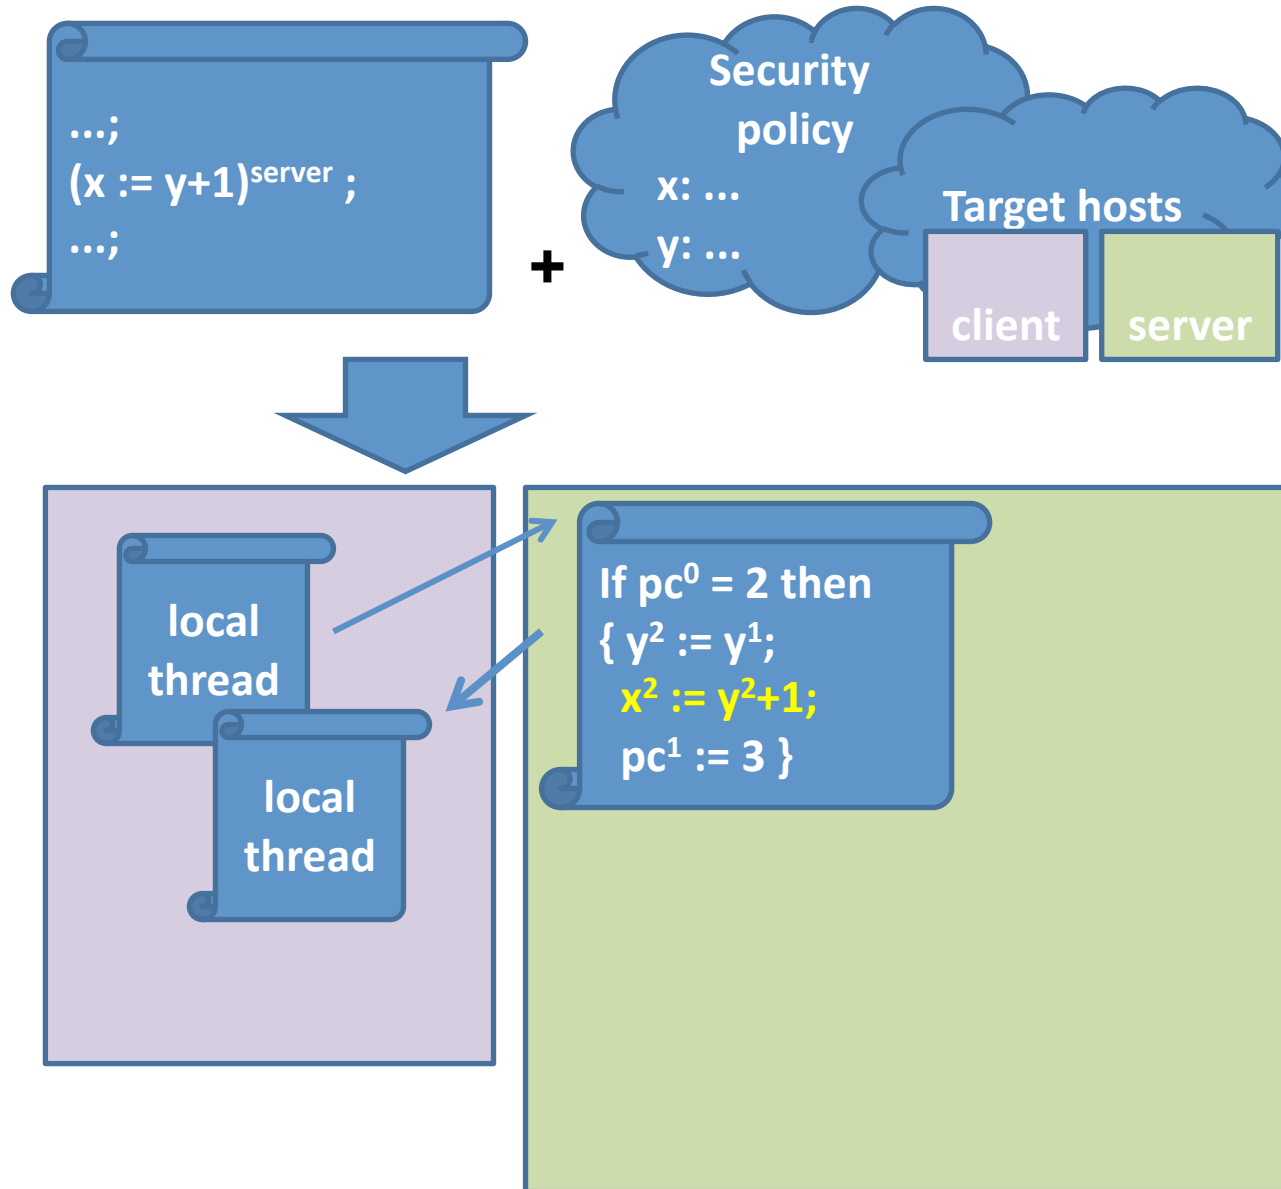 ...;
(x := y+1)^server ;
...;
+
Security
policy
x: ...
y: ...
Target hosts
client
server
local
thread
local
thread
If pc⁰ = 2 then
{ y² := y¹;
x² := y²+1;
pc¹ := 3 }